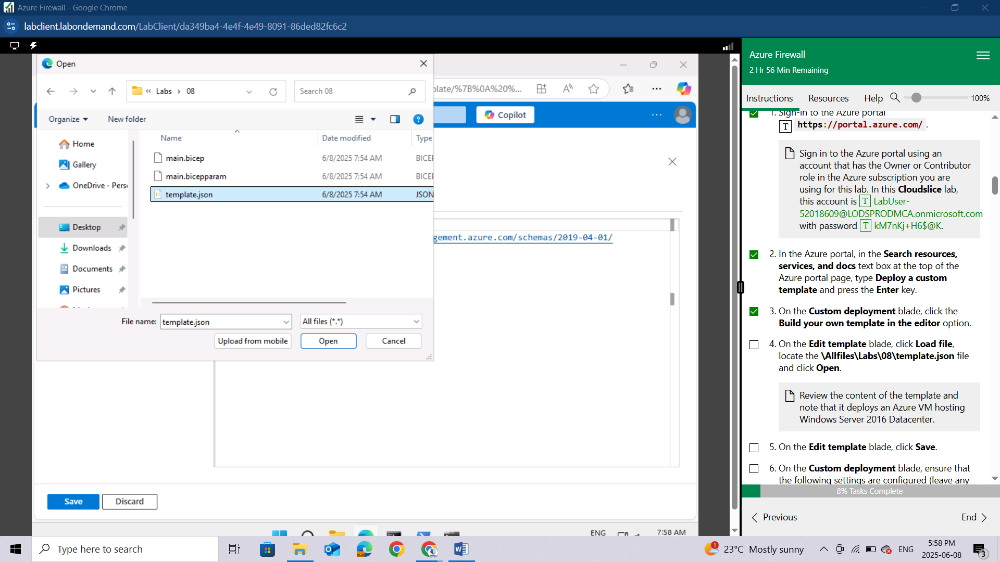 Azure Firewall - Google Chrome
labclient.labondemand.com/LabClient/da349ba4-4e4f-4e49-8091-86ded82fc6c2
Open
Labs
08
Search 08
Organize
New folder
Name
Date modified
Type
main.bicep
6/8/2025 7:54 AM
main.bicepparam
6/8/2025 7:54 AM
template.json
6/8/2025 7:54 AM
JSON
Home
Gallery
OneDrive - Pers
Desktop
Downloads
Documents
Pictures
File name:
template.json
All files (*.*)
Upload from mobile
Open
Cancel
plate/%7B%0A%20%...
Copilot
gement.azure.com/schemas/2019-04-01/
Save
Discard
ENG
7:58 AM
Azure Firewall
2 Hr 56 Min Remaining
Instructions
Resources
Help
100%
1. Sign-in to the Azure portal
T https://portal.azure.com/ .
Sign in to the Azure portal using an
account that has the Owner or Contributor
role in the Azure subscription you are
using for this lab. In this Cloudslice lab,
this account is T LabUser-
52018609@LODSPRODMCA.onmicrosoft.com
with password T kM7nKj+H6$@K.
2. In the Azure portal, in the Search resources,
services, and docs text box at the top of the
Azure portal page, type Deploy a custom
template and press the Enter key.
3. On the Custom deployment blade, click the
Build your own template in the editor option.
4. On the Edit template blade, click Load file,
locate the \Allfiles\Labs\08\template.json file
and click Open.
Review the content of the template and
note that it deploys an Azure VM hosting
Windows Server 2016 Datacenter.
5. On the Edit template blade, click Save.
6. On the Custom deployment blade, ensure that
the following settings are configured (leave any
8% Tasks Complete
Previous
End
Type here to search
1
23°C Mostly sunny
ENG
5:58 PM
2025-06-08
3